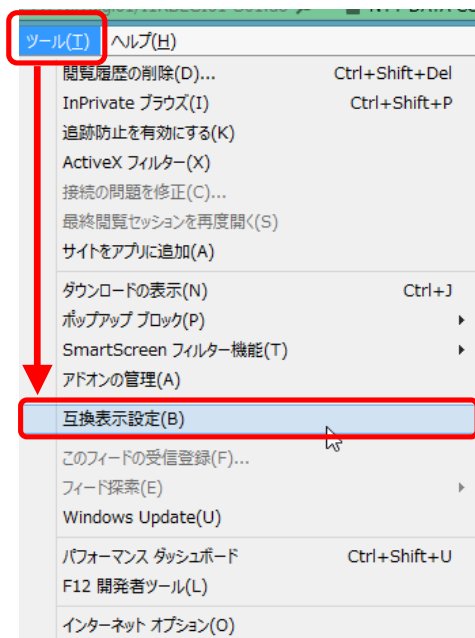 ツール(T) ヘルプ(H)
閲覧履歴の削除(D)... Ctrl+Shift+Del
InPrivate ブラウズ(I) Ctrl+Shift+P
追跡防止を有効にする(K)
ActiveX フィルター(X)
接続の問題を修正(C)...
最終閲覧セッションを再度開く(S)
サイトをアプリに追加(A)
ダウンロードの表示(N) Ctrl+J
ポップアップ ブロック(P)
SmartScreen フィルター機能(T)
アドオンの管理(A)
互換表示設定(B)
このフィードの受信登録(F)...
フィード探索(E)
Windows Update(U)
パフォーマンス ダッシュボード Ctrl+Shift+U
F12 開発者ツール(L)
インターネット オプション(O)